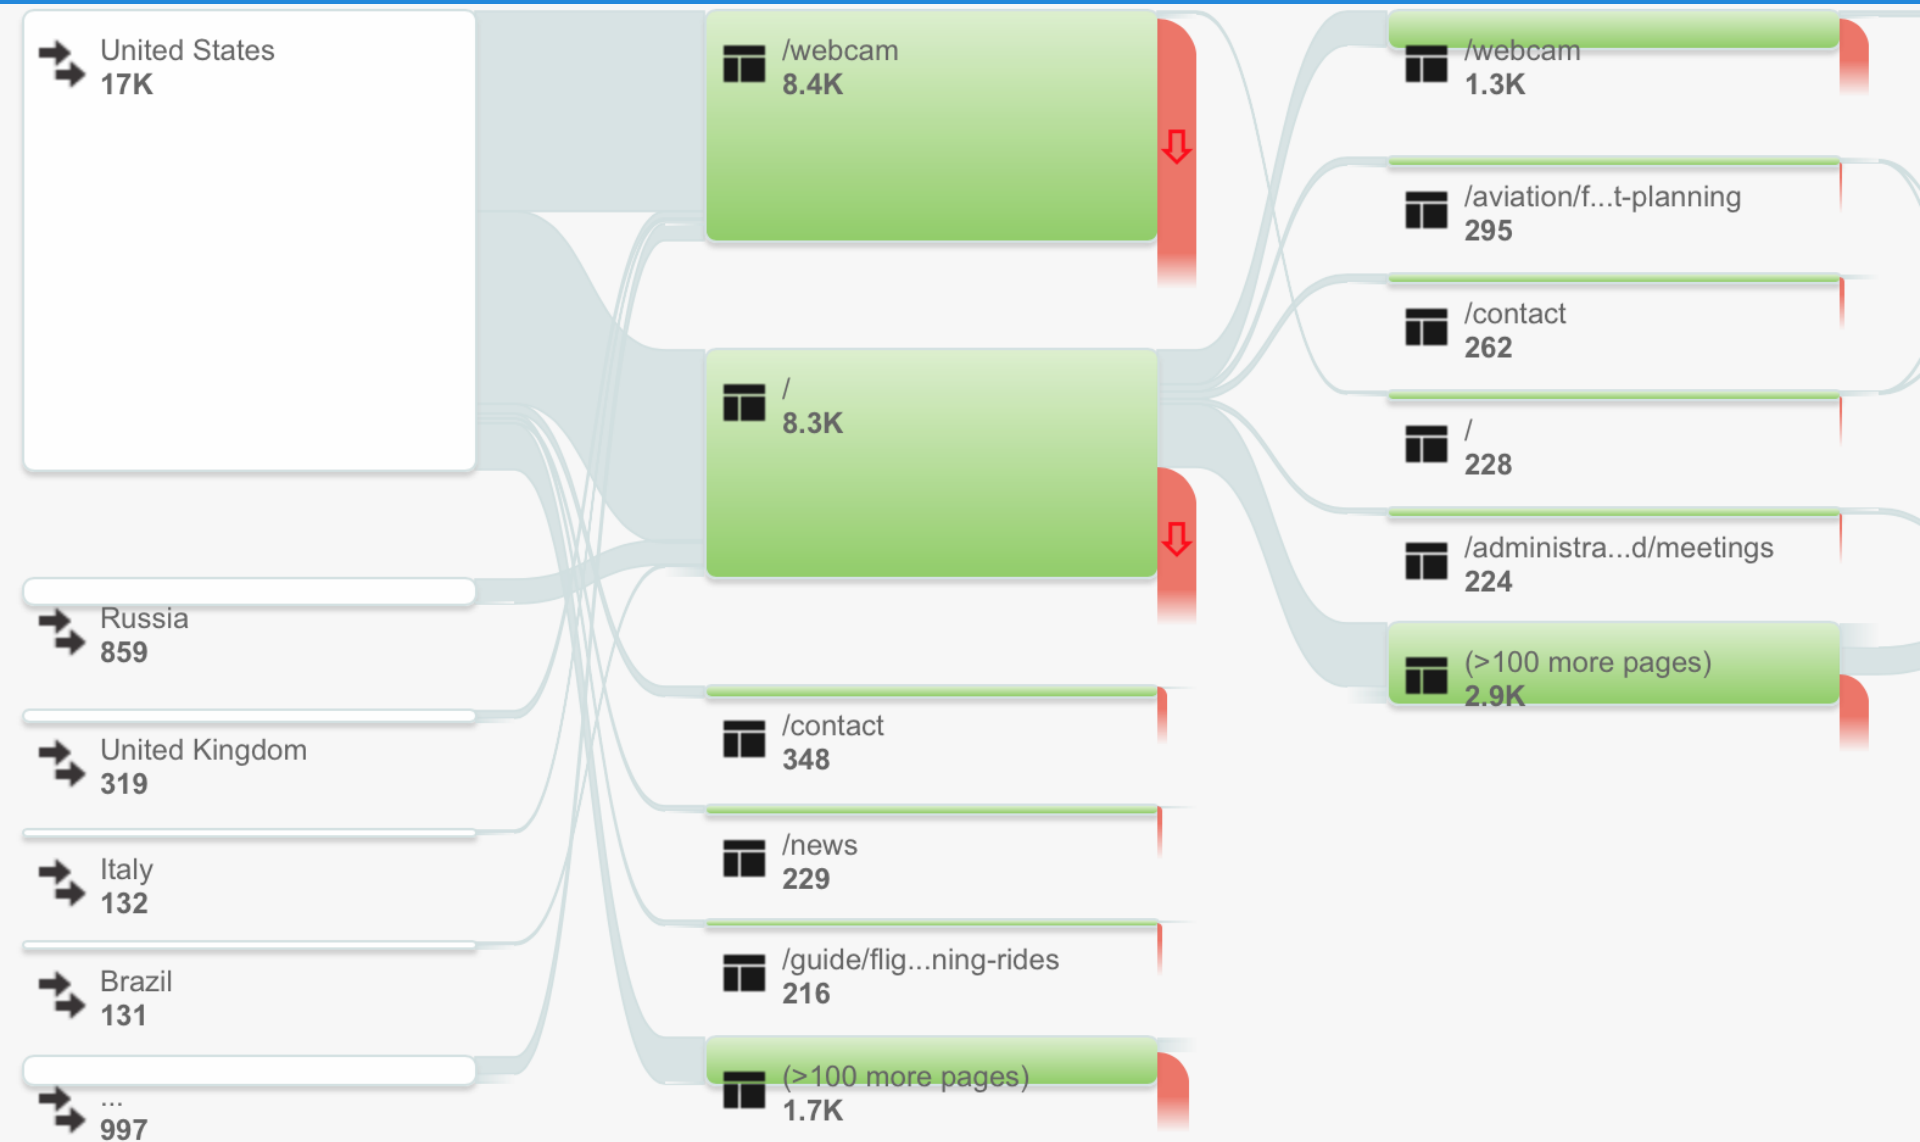 United States
17K
Russia
859
United Kingdom
319
Italy
132
Brazil
131
...
997
/webcam
8.4K
/
8.3K
/contact
348
/news
229
/guide/flig...ning-rides
216
(>100 more pages)
1.7K
/webcam
1.3K
/aviation/f...t-planning
295
/contact
262
/
228
/administra...d/meetings
224
(>100 more pages)
2.9K